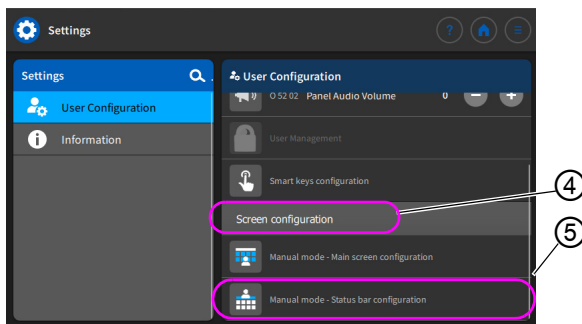 Settings
?
Settings
User Configuration
Information
User Configuration
O 52 02 Panel Audio Volume 0 − +
User Management
Smart keys configuration
Screen configuration
Manual mode - Main screen configuration
Manual mode - Status bar configuration
④
⑤